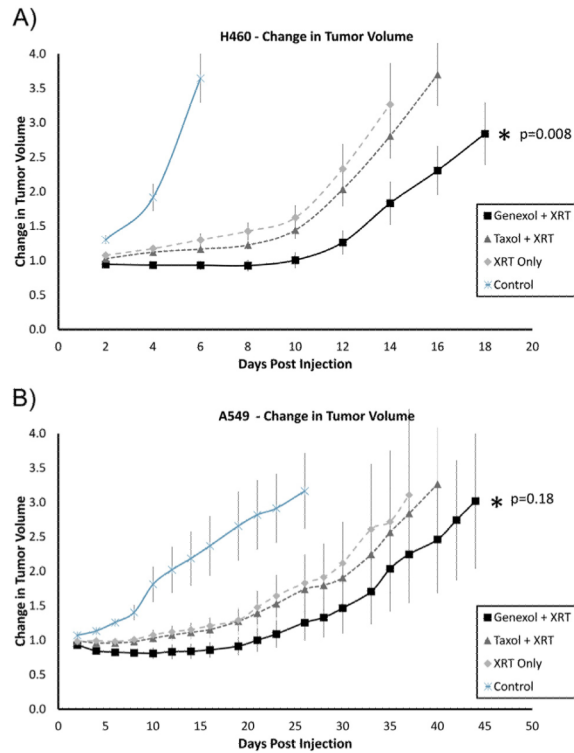 A)
H460 - Change in Tumor Volume
4.0
3.5
3.0
2.5
2.0
1.5
1.0
0.5
0.0
Change in Tumor Volume
* p=0.008
Genexol + XRT
Taxol + XRT
XRT Only
Control
0 2 4 6 8 10 12 14 16 18 20
Days Post Injection
B)
A549 - Change in Tumor Volume
4.0
3.5
3.0
2.5
2.0
1.5
1.0
0.5
0.0
Change in Tumor Volume
* p=0.18
Genexol + XRT
Taxol + XRT
XRT Only
Control
0 5 10 15 20 25 30 35 40 45 50
Days Post Injection